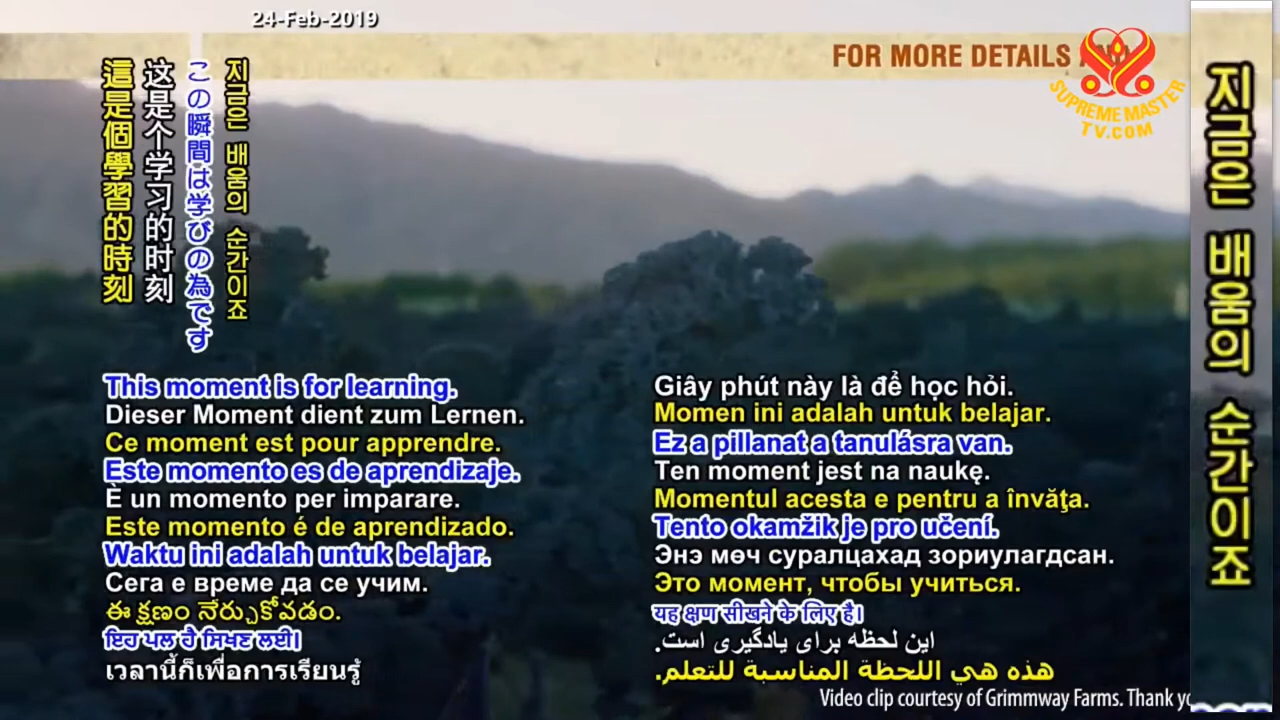 24-Feb-2019
FOR MORE DETAILS
SUPREME MASTER
TV.COM
這是個學習的時刻
这是个学习的时刻
この瞬間は学びの為です
지금은 배움의 순간이죠
지금은 배움의 순간이죠
This moment is for learning.
Dieser Moment dient zum Lernen.
Ce moment est pour apprendre.
Este momento es de aprendizaje.
È un momento per imparare.
Este momento é de aprendizado.
Waktu ini adalah untuk belajar.
Сега е време да се учим.
ఈ క్షణం నేర్చుకోవడం.
ਇਹ ਪਲ ਹੈ ਸਿਖਣ ਲਈ।
เวลานี้ก็เพื่อการเรียนรู้
Giây phút này là để học hỏi.
Momen ini adalah untuk belajar.
Ez a pillanat a tanulásra van.
Ten moment jest na naukę.
Momentul acesta e pentru a învăţa.
Tento okamžik je pro učení.
Энэ мөч суралцахад зориулагдсан.
Это момент, чтобы учиться.
यह क्षण सीखने के लिए है।
این لحظه برای یادگیری است.
هذه هي اللحظة المناسبة للتعلم.
Video clip courtesy of Grimmway Farms. Thank